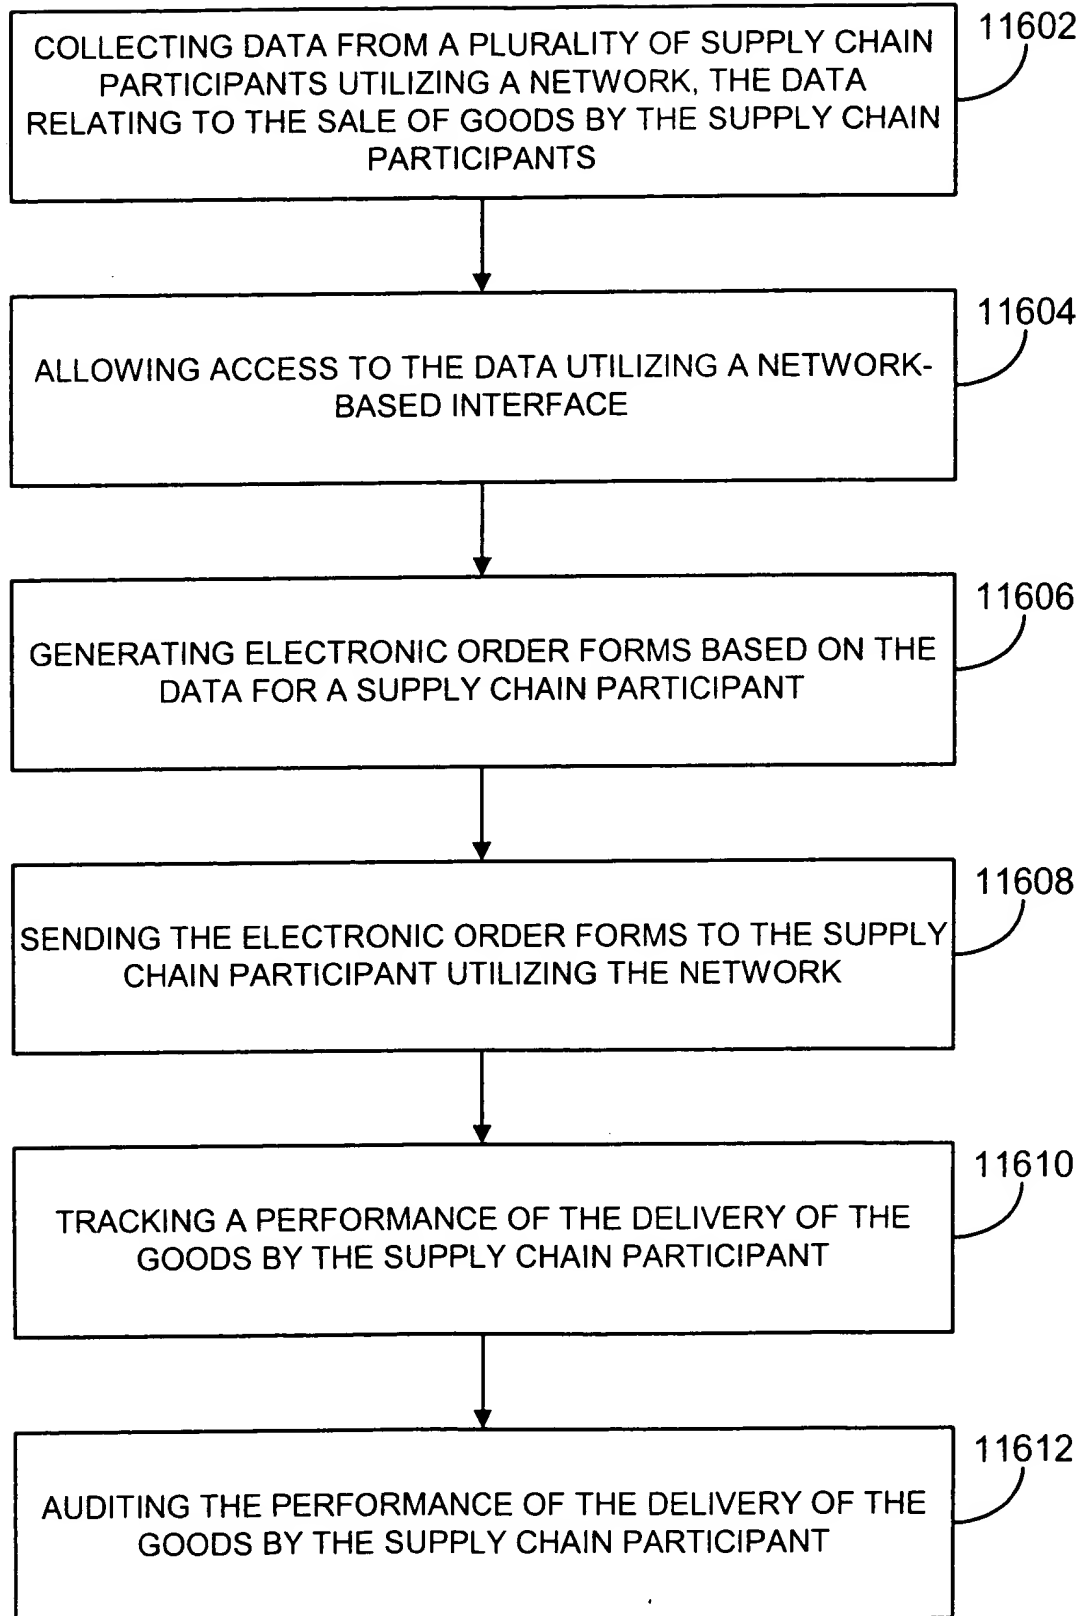 COLLECTING DATA FROM A PLURALITY OF SUPPLY CHAIN
PARTICIPANTS UTILIZING A NETWORK, THE DATA
RELATING TO THE SALE OF GOODS BY THE SUPPLY CHAIN
PARTICIPANTS
11602
ALLOWING ACCESS TO THE DATA UTILIZING A NETWORK-
BASED INTERFACE
11604
GENERATING ELECTRONIC ORDER FORMS BASED ON THE
DATA FOR A SUPPLY CHAIN PARTICIPANT
11606
SENDING THE ELECTRONIC ORDER FORMS TO THE SUPPLY
CHAIN PARTICIPANT UTILIZING THE NETWORK
11608
TRACKING A PERFORMANCE OF THE DELIVERY OF THE
GOODS BY THE SUPPLY CHAIN PARTICIPANT
11610
AUDITING THE PERFORMANCE OF THE DELIVERY OF THE
GOODS BY THE SUPPLY CHAIN PARTICIPANT
11612